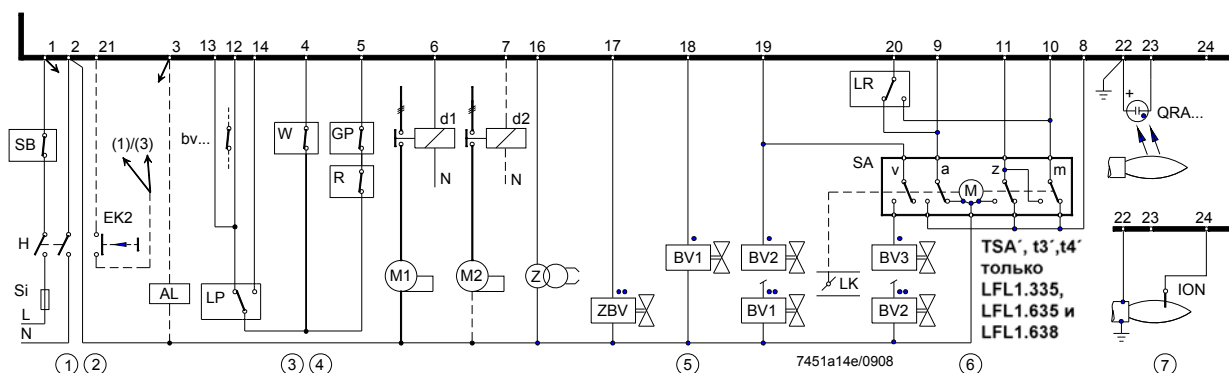 1 2 21 3 13 12 14 4 5 6 7 16 17 18 19 20 9 11 10 8 22 23 24
LR
+
QRA...
d1 d2
SB (1)/(3) bv... W GP
SA v a z m
R N N
M
EK2
H
22 23 24
TSA´, t3´,t4´
только
LFL1.335,
LFL1.635 и
LFL1.638
BV1 BV2 BV3
Si AL LP M1 M2 Z LK ION
L
ZBV BV1 BV2
N
1 2 3 4 5 7451a14e/0908 6 7